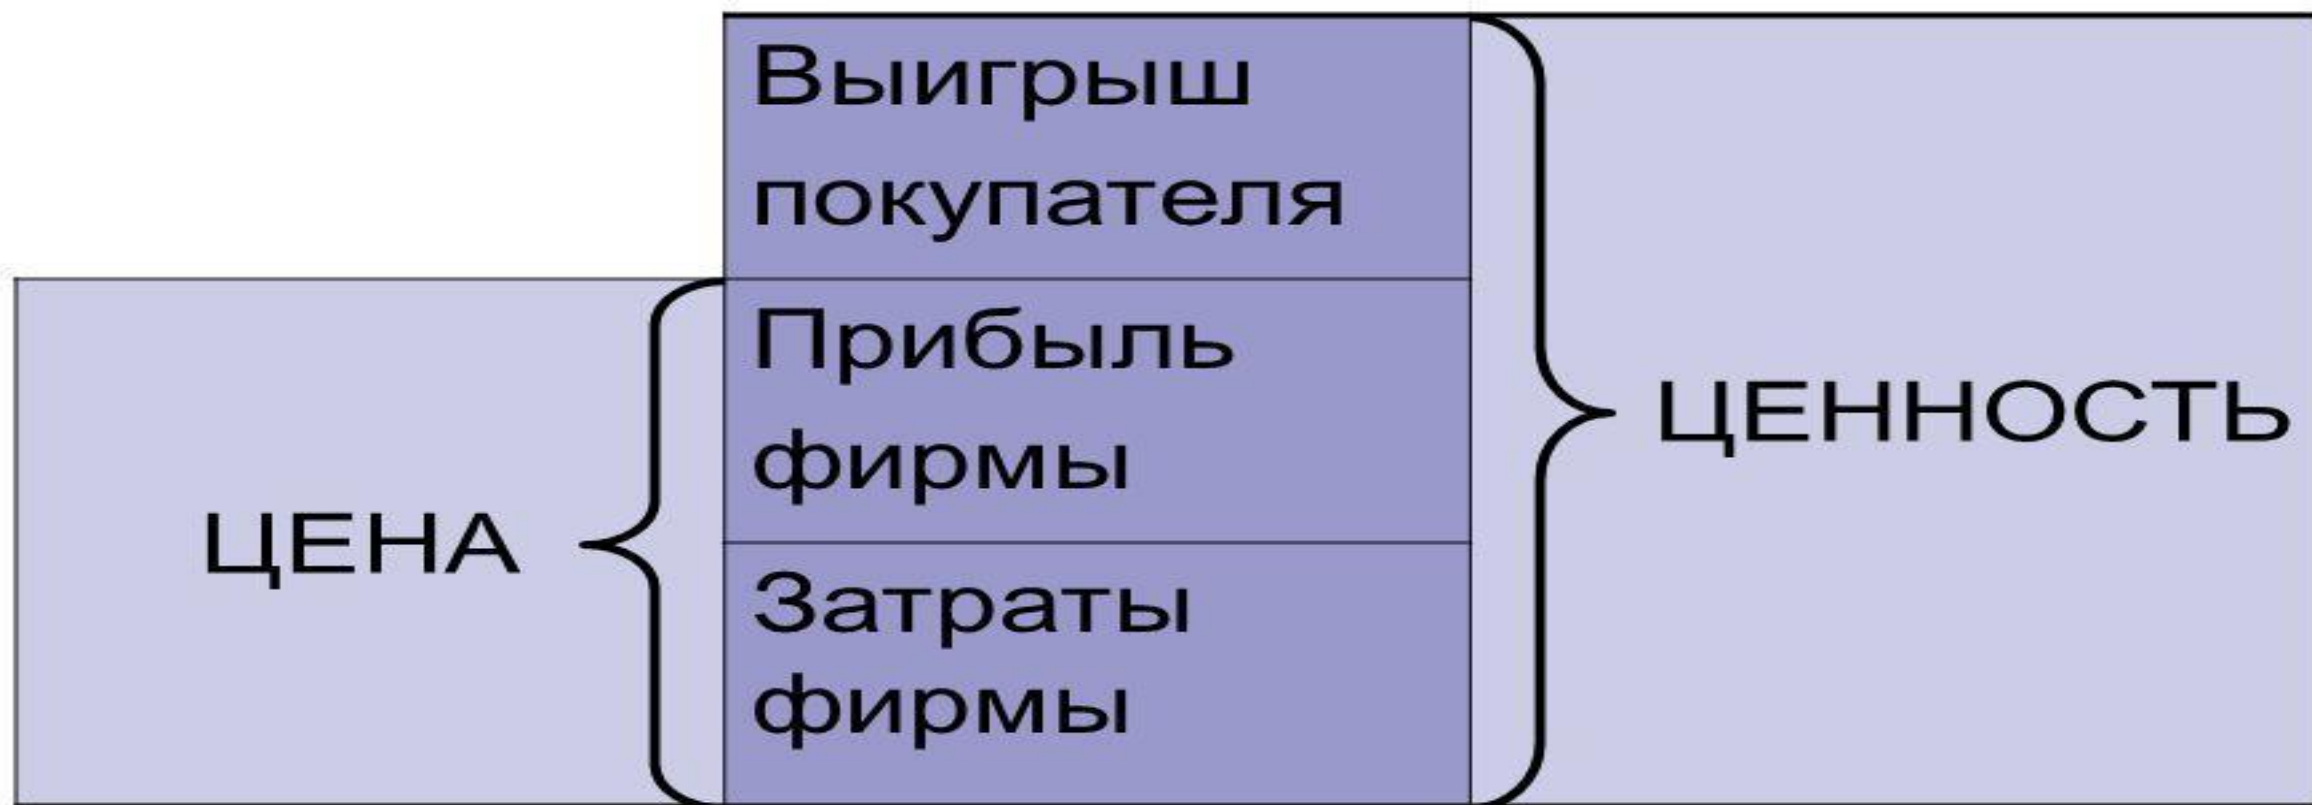 Выигрыш
покупателя
Прибыль
фирмы
ЦЕННОСТЬ
ЦЕНА
Затраты
фирмы